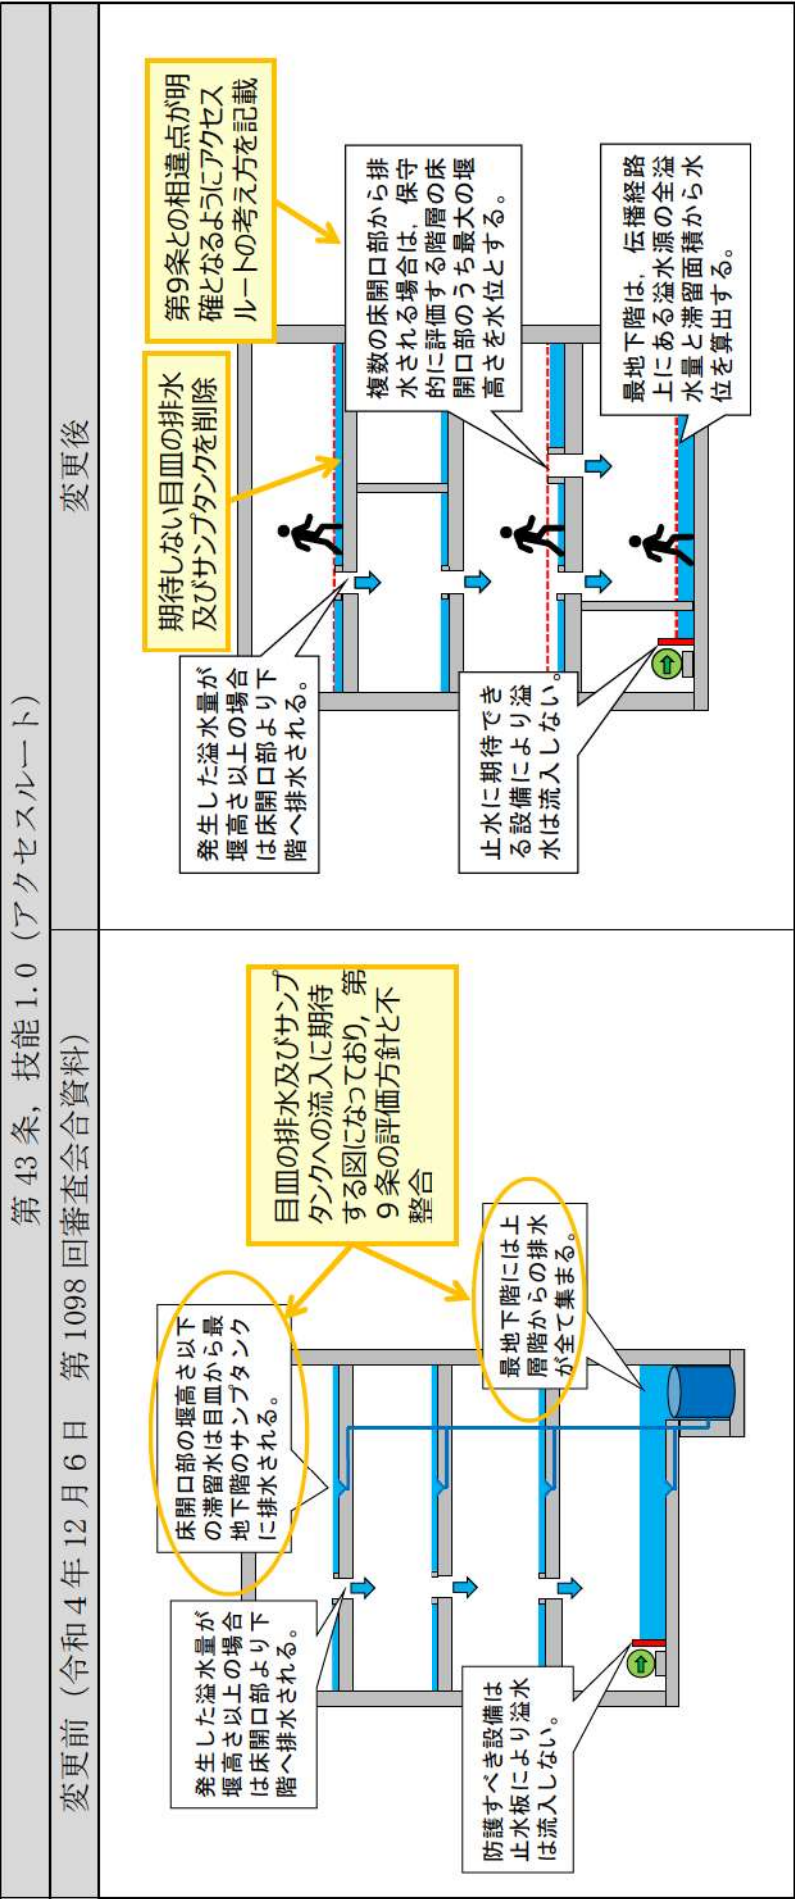 第 43 条，技能 1.0（アクセスルート）
変更前（令和４年 12 月 6 日　第 1098 回審査会合資料）
変更後
発生した溢水量が
堰高さ以上の場合
は床開口部より下
階へ排水される。
床開口部の堰高さ以下
の滞留水は目皿から最
地下階のサンプタンク
に排水される。
目皿の排水及びサンプ
タンクへの流入に期待
する図になっており，第
９条の評価方針と不
整合
防護すべき設備は
止水板により溢水
は流入しない。
最地下階には上
層階からの排水
が全て集まる。
発生した溢水量が
堰高さ以上の場合
は床開口部より下
階へ排水される。
期待しない目皿の排水
及びサンプタンクを削除
第９条との相違点が明
確となるようにアクセス
ルートの考え方を記載
複数の床開口部から排
水される場合は，保守
的に評価する階層の床
開口部のうち最大の堰
高さを水位とする。
止水に期待でき
る設備により溢
水は流入しない。
最地下階は，伝播経路
上にある溢水源の全溢
水量と滞留面積から水
位を算出する。